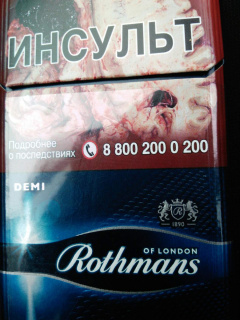 ИНСУЛЬТ
Подробнее
о последствиях 8 800 200 0 200
DEMI
R
1890
OF LONDON
Rothmans